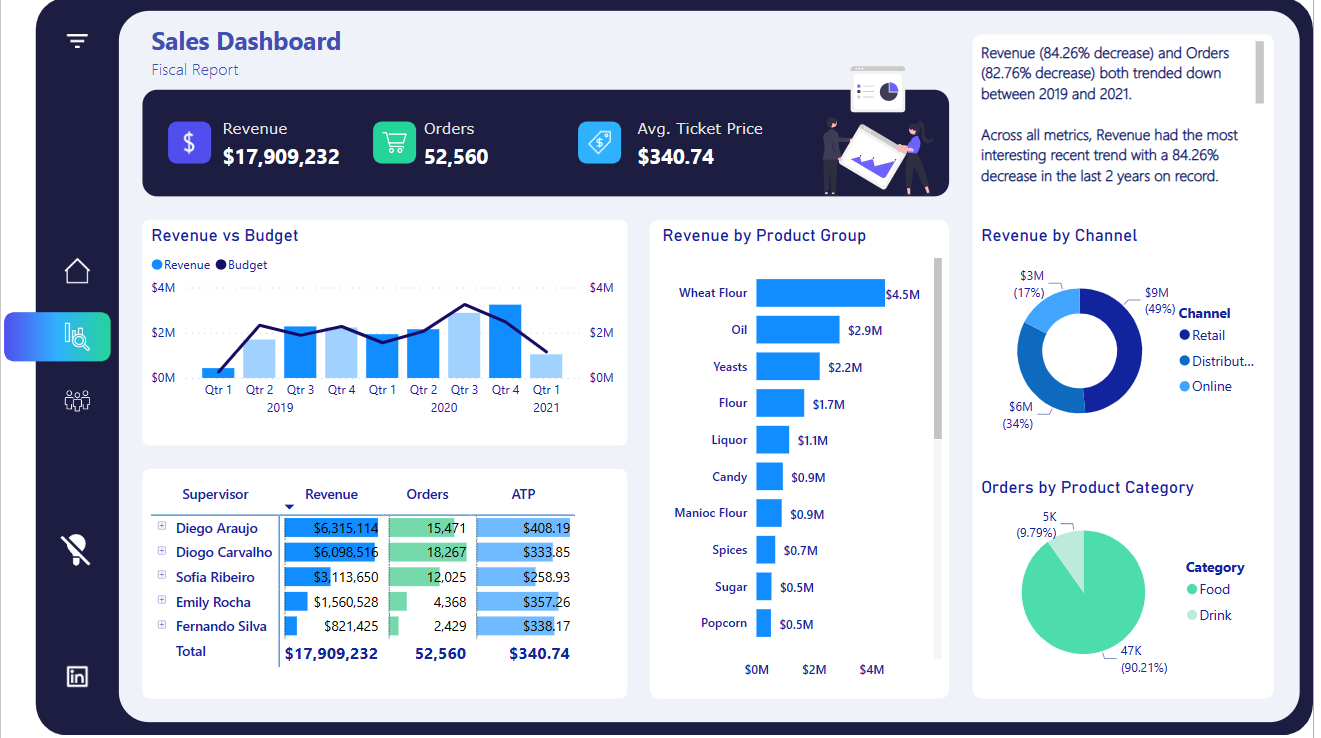 Sales Dashboard
Fiscal Report
Revenue
$17,909,232
Orders
52,560
Avg. Ticket Price
$340.74
Revenue (84.26% decrease) and Orders
(82.76% decrease) both trended down
between 2019 and 2021.
Across all metrics, Revenue had the most
interesting recent trend with a 84.26%
decrease in the last 2 years on record.
Revenue vs Budget
Revenue Budget
$4M $4M
$2M $2M
$0M $0M
Qtr 1 Qtr 2 Qtr 3 Qtr 4 Qtr 1 Qtr 2 Qtr 3 Qtr 4 Qtr 1
2019 2020 2021
Supervisor Revenue Orders ATP
Diego Araujo $6,315,114 15,471 $408.19
Diogo Carvalho $6,098,516 18,267 $333.85
Sofia Ribeiro $3,113,650 12,025 $258.93
Emily Rocha $1,560,528 4,368 $357.26
Fernando Silva $821,425 2,429 $338.17
Total $17,909,232 52,560 $340.74
Revenue by Product Group
Wheat Flour $4.5M
Oil $2.9M
Yeasts $2.2M
Flour $1.7M
Liquor $1.1M
Candy $0.9M
Manioc Flour $0.9M
Spices $0.7M
Sugar $0.5M
Popcorn $0.5M
$0M $2M $4M
Revenue by Channel
$3M
(17%)
$9M
(49%)
$6M
(34%)
Channel
Retail
Distribut...
Online
Orders by Product Category
5K
(9.79%)
47K
(90.21%)
Category
Food
Drink
in